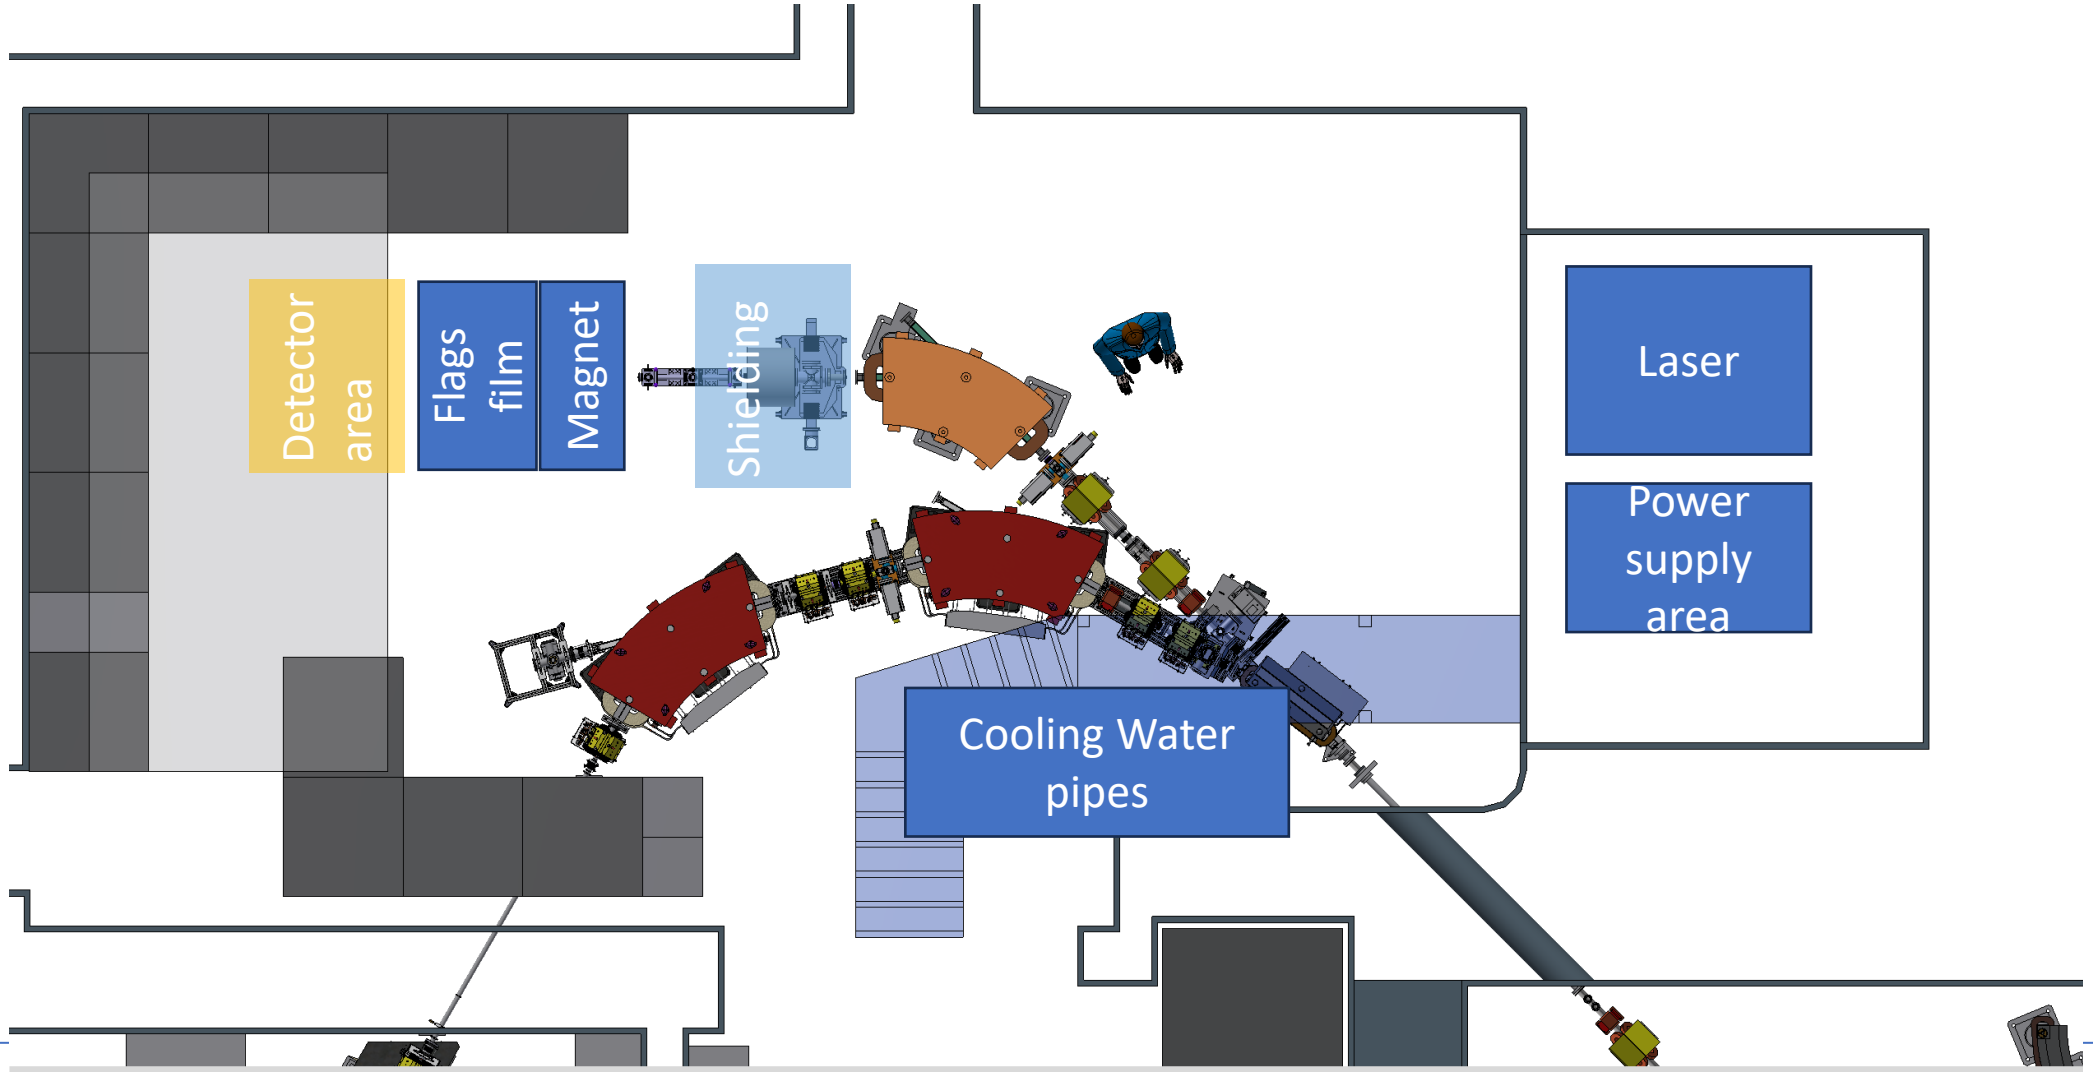 Detector
area
Flags
film
Magnet
Shielding
Laser
Power
supply
area
Cooling Water
pipes